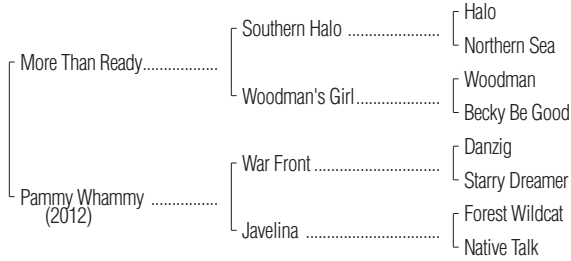 Halo
Southern Halo ....................
Northern Sea
More Than Ready.................
Woodman
Woodman's Girl..................
Becky Be Good
Danzig
War Front ...........................
Starry Dreamer
Pammy Whammy ...............
(2012)
Forest Wildcat
Javelina .............................
Native Talk